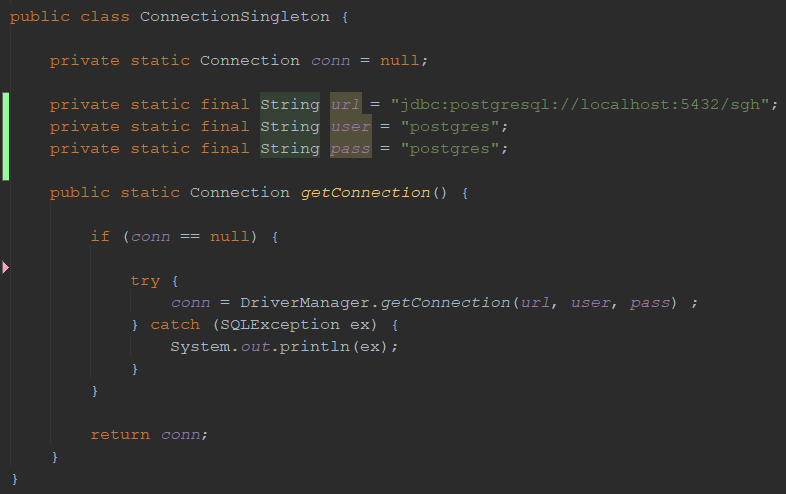 public class ConnectionSingleton {
private static Connection conn = null;
private static final String url = "jdbc:postgresql://localhost:5432/sgh";
private static final String user = "postgres";
private static final String pass = "postgres";
public static Connection getConnection() {
if (conn == null) {
try {
conn = DriverManager.getConnection(url, user, pass) ;
} catch (SQLException ex) {
System.out.println(ex);
}
}
return conn;
}
}